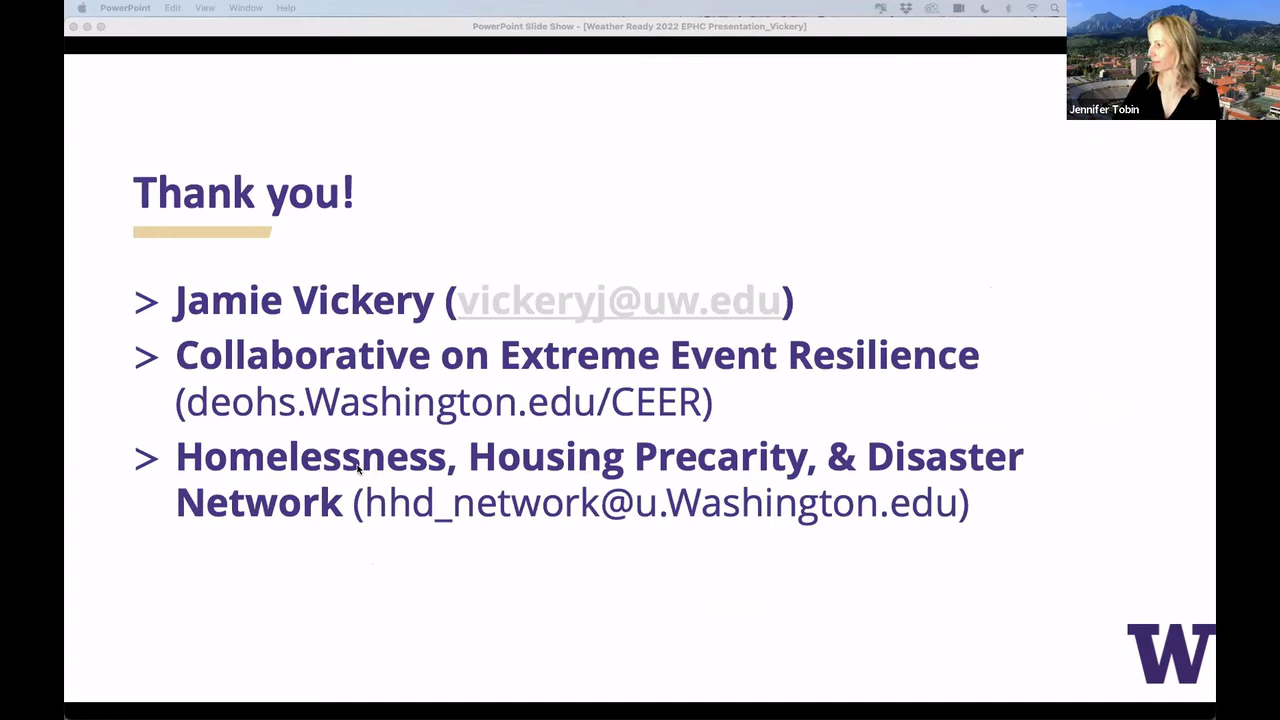 PowerPoint Edit View Window Help
PowerPoint Slide Show - [Weather Ready 2022 EPHC Presentation_Vickery]
Jennifer Tobin
Thank you!
> Jamie Vickery (vickeryj@uw.edu)
> Collaborative on Extreme Event Resilience
(deohs.Washington.edu/CEER)
> Homelessness, Housing Precarity, & Disaster
Network (hhd_network@u.Washington.edu)
W